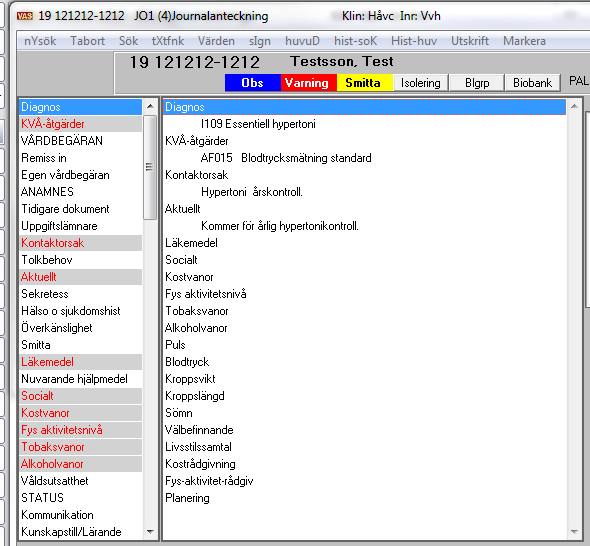 VAS 19 121212-1212 JO1 (4)Journalanteckning Klin: Håvc Inr: Vvh
nYsök Tabort Sök tXtfnk Värden sIgn huvuD hist-soK Hist-huv Utskrift Markera
19 121212-1212 Testsson, Test
Obs Varning Smitta Isolering Blgrp Biobank PAL
Diagnos
KVÅ-åtgärder
VÅRDBEGÄRAN
Remiss in
Egen vårdbegäran
ANAMNES
Tidigare dokument
Uppgiftslämnare
Kontaktorsak
Tolkbehov
Aktuellt
Sekretess
Hälso o sjukdomshist
Överkänslighet
Smitta
Läkemedel
Nuvarande hjälpmedel
Socialt
Kostvanor
Fys aktivitetsnivå
Tobaksvanor
Alkoholvanor
Våldsutsatthet
STATUS
Kommunikation
Kunskapstill/Lärande
Diagnos
I109 Essentiell hypertoni
KVÅ-åtgärder
AF015 Blodtrycksmätning standard
Kontaktorsak
Hypertoni årskontroll.
Aktuellt
Kommer för årlig hypertonikontroll.
Läkemedel
Socialt
Kostvanor
Fys aktivitetsnivå
Tobaksvanor
Alkoholvanor
Puls
Blodtryck
Kroppsvikt
Kroppslängd
Sömn
Välbefinnande
Livsstilssamtal
Kostrådgivning
Fys-aktivitet-rådgiv
Planering